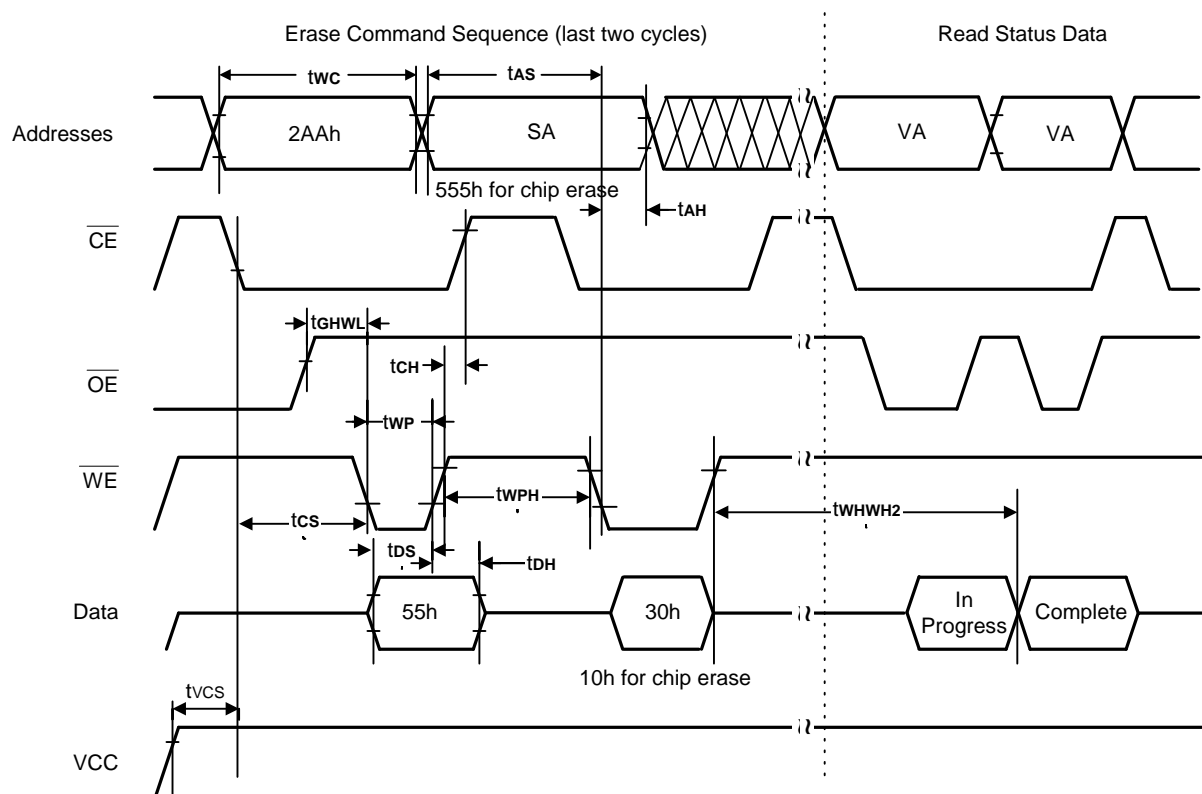 Erase Command Sequence (last two cycles)
Read Status Data
tWC
tAS
Addresses
2AAh
SA
VA
VA
555h for chip erase
tAH
CE
tGHWL
OE
tCH
tWP
WE
tWPH
tWHWH2
tCS
tDS
tDH
Data
55h
30h
In
Progress
Complete
10h for chip erase
tVCS
VCC